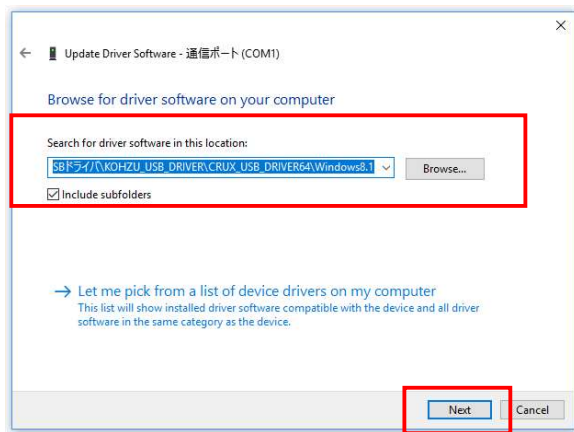 Update Driver Software - 通信ポート (COM1)
Browse for driver software on your computer
Search for driver software in this location:
SBドライバ\KOHZU_USB_DRIVER\CRUX_USB_DRIVER64\Windows8.1
Browse...
Include subfolders
Let me pick from a list of device drivers on my computer
This list will show installed driver software compatible with the device and all driver
software in the same category as the device.
Next
Cancel